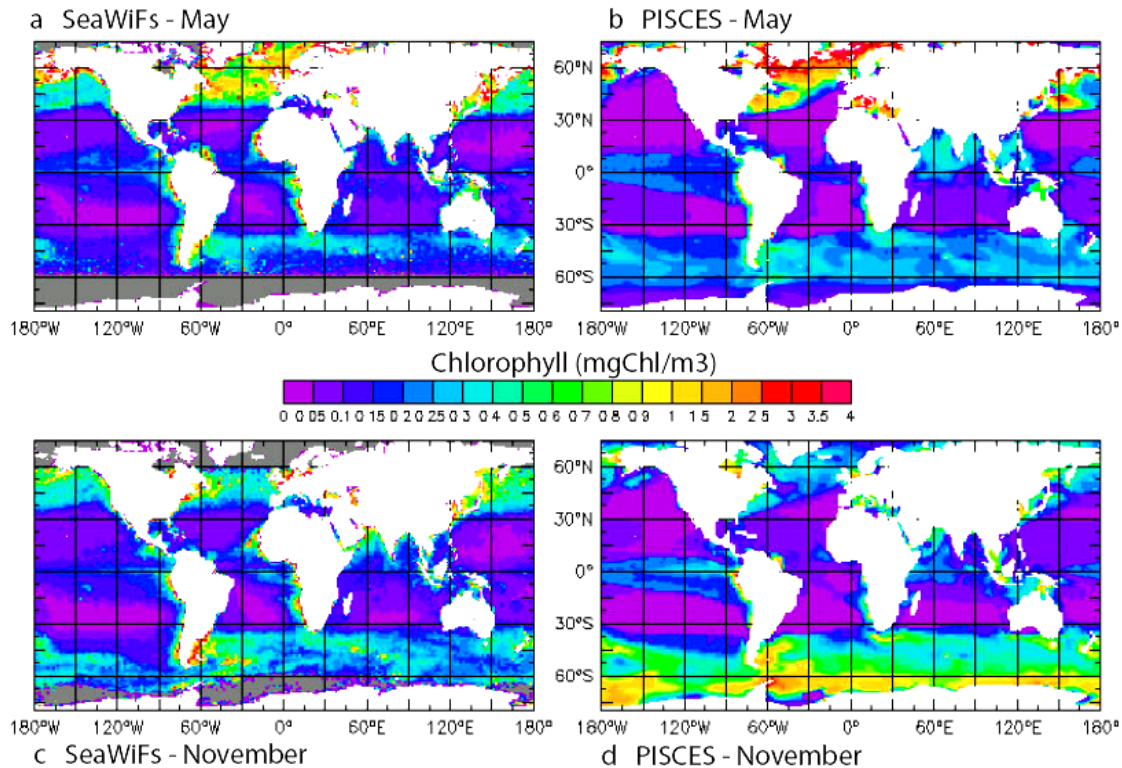 a SeaWiFs - May
b PISCES - May
60°N
30°N
0°
30°S
60°S
180°W 120°W 60°W 0° 60°E 120°E 180°
180°W 120°W 60°W 0° 60°E 120°E 180°
Chlorophyll (mgChl/m3)
0 0 05 0.1 0 15 0 2 0 25 0 3 0 4 0 5 0 6 0 7 0 8 0 9 1 1 5 2 2 5 3 3.5 4
60°N
30°N
0°
30°S
60°S
180°W 120°W 60°W 0° 60°E 120°E 180°
180°W 120°W 60°W 0° 60°E 120°E 180°
c SeaWiFs - November
d PISCES - November